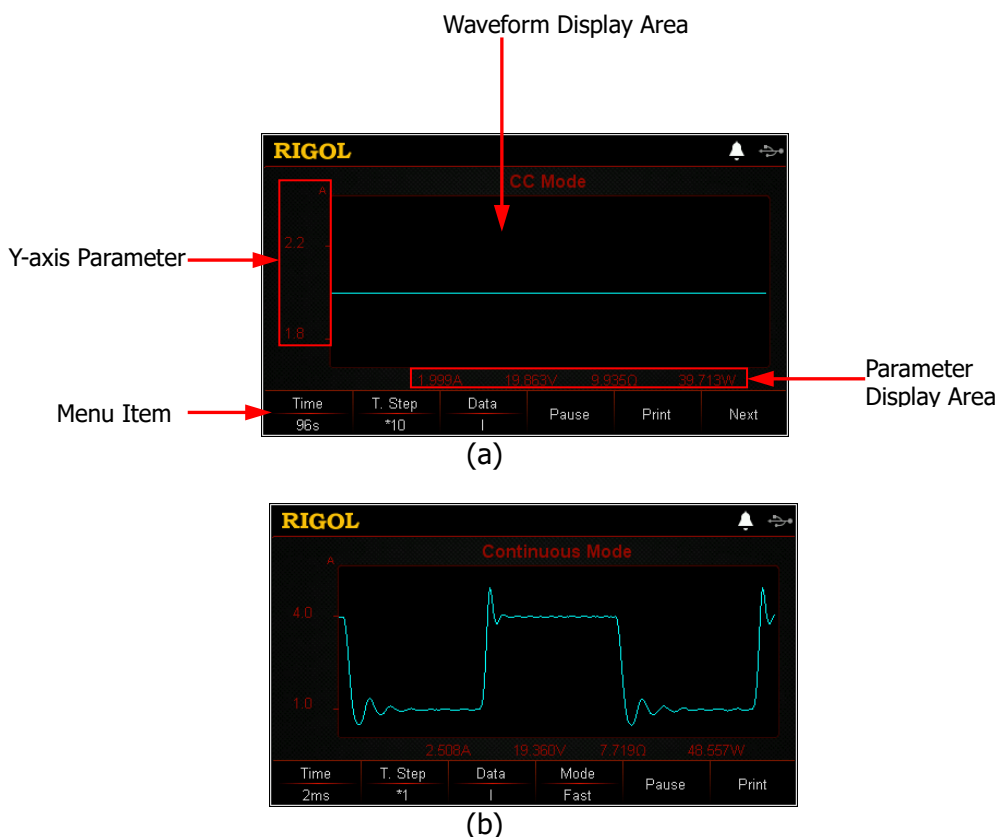 Waveform Display Area
RIGOL
CC Mode
A
2.2
Y-axis Parameter
1.8
1.999A 19.863V 9.935Ω 39.713W
Parameter
Display Area
Menu Item
Time T. Step Data Pause Print Next
96s *10 I
(a)
RIGOL
Continuous Mode
A
4.0
1.0
2.508A 19.360V 7.719Ω 48.557W
Time T. Step Data Mode Pause Print
2ms *1 I Fast
(b)